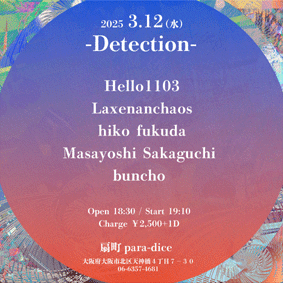 2025 3.12(水)
-Detection-
Hello1103
Laxenanchaos
hiko fukuda
Masayoshi Sakaguchi
buncho
Open 18:30 / Start 19:10
Charge ¥2,500+1D
扇町 para-dice
大阪府大阪市北区天神橋4丁目7−30
06-6357-4681